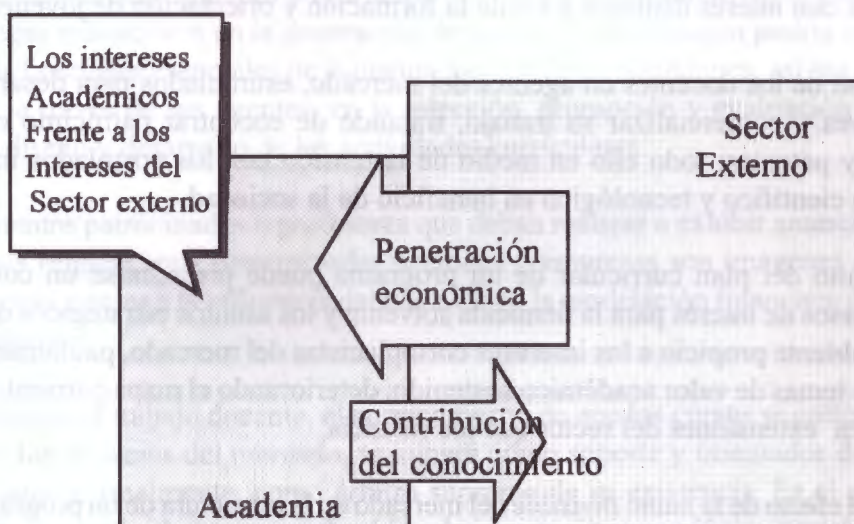 Los intereses
Académicos
Frente a los
Intereses del
Sector externo
Sector
Externo
Penetración
económica
Contribución
del conocimiento
Academia